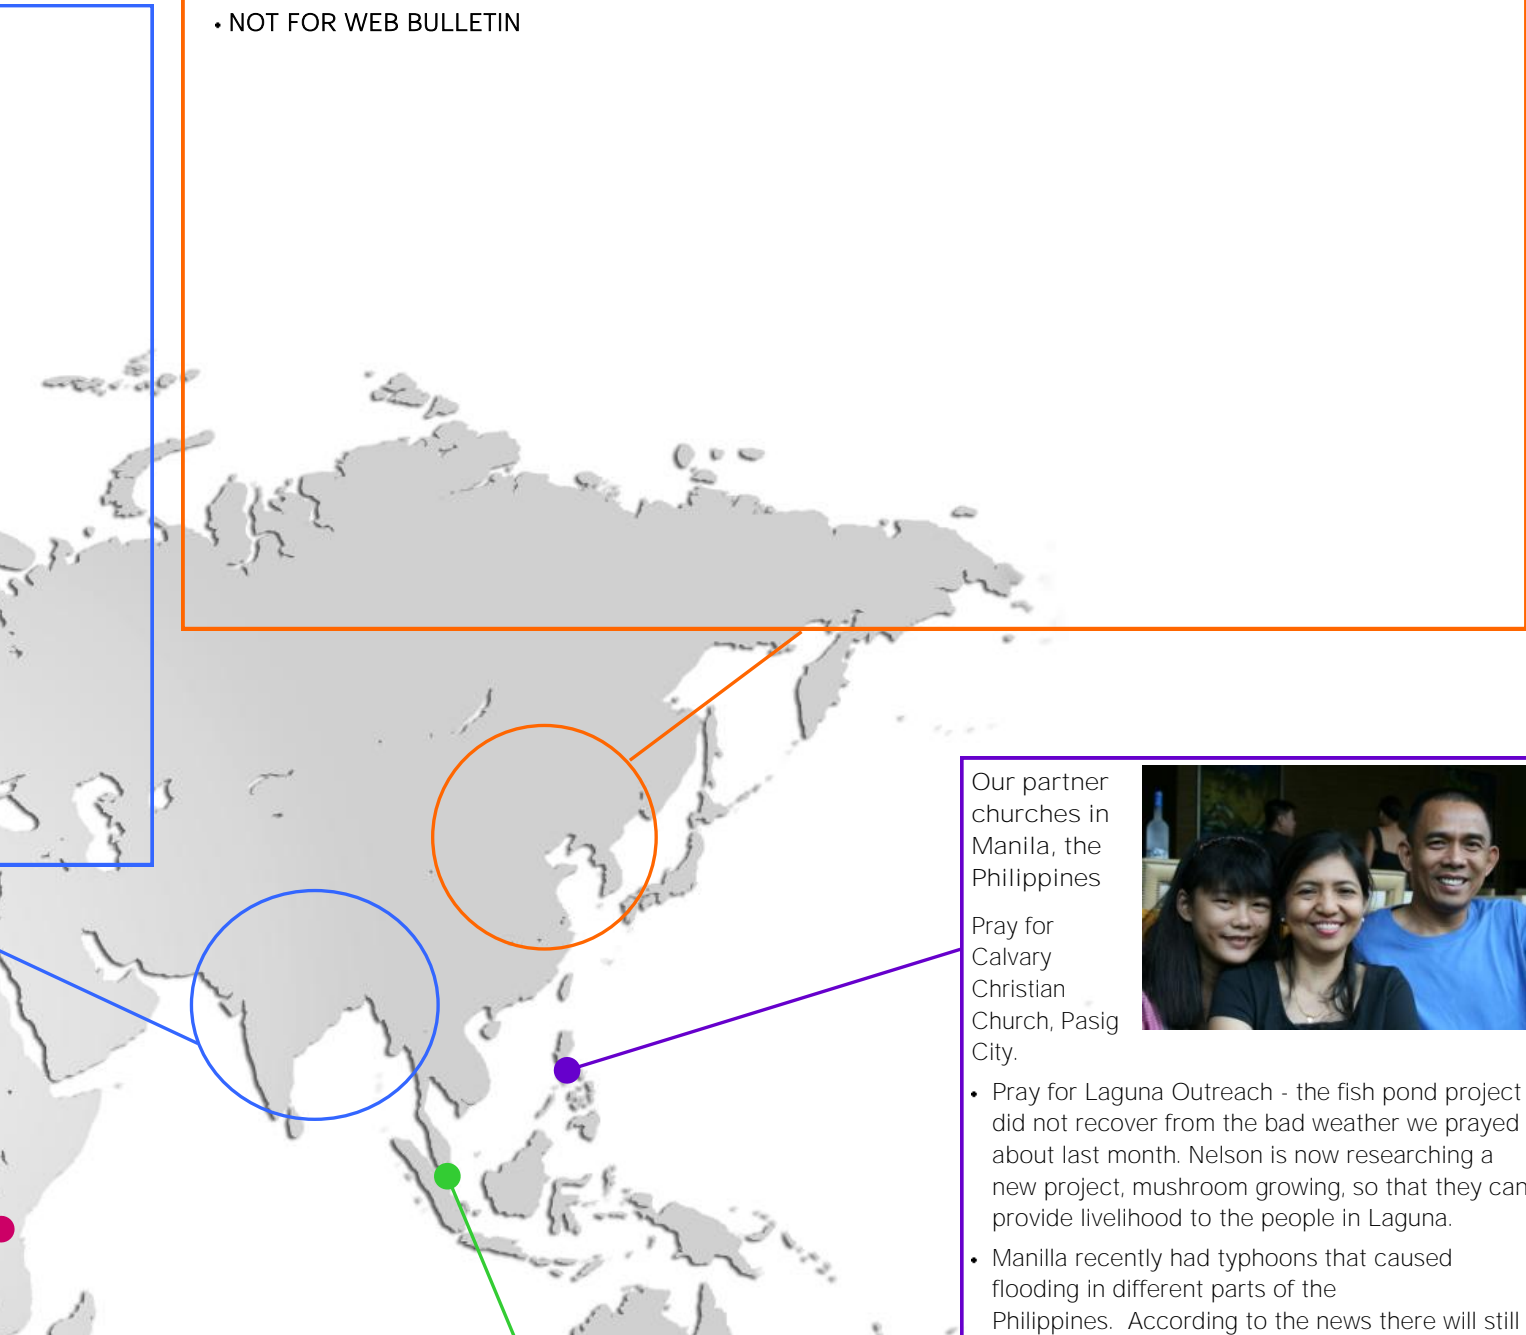 • NOT FOR WEB BULLETIN
Our partner
churches in
Manila, the
Philippines
Pray for
Calvary
Christian
Church, Pasig
City.
• Pray for Laguna Outreach - the fish pond project
did not recover from the bad weather we prayed
about last month. Nelson is now researching a
new project, mushroom growing, so that they can
provide livelihood to the people in Laguna.
• Manilla recently had typhoons that caused
flooding in different parts of the
Philippines.  According to the news there will still